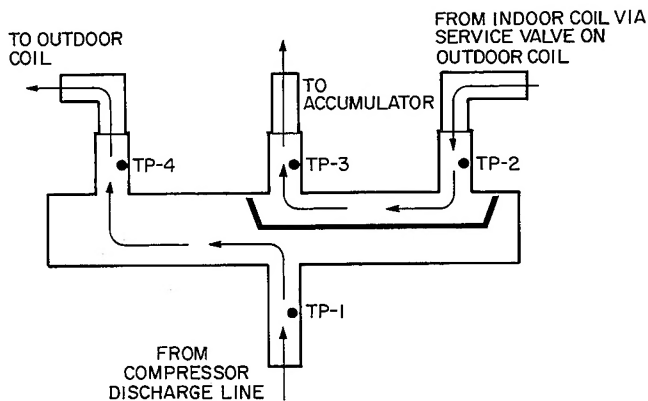 TO OUTDOOR
COIL
TO
ACCUMULATOR
FROM INDOOR COIL VIA
SERVICE VALVE ON
OUTDOOR COIL
TP-4
TP-3
TP-2
TP-1
FROM
COMPRESSOR
DISCHARGE LINE